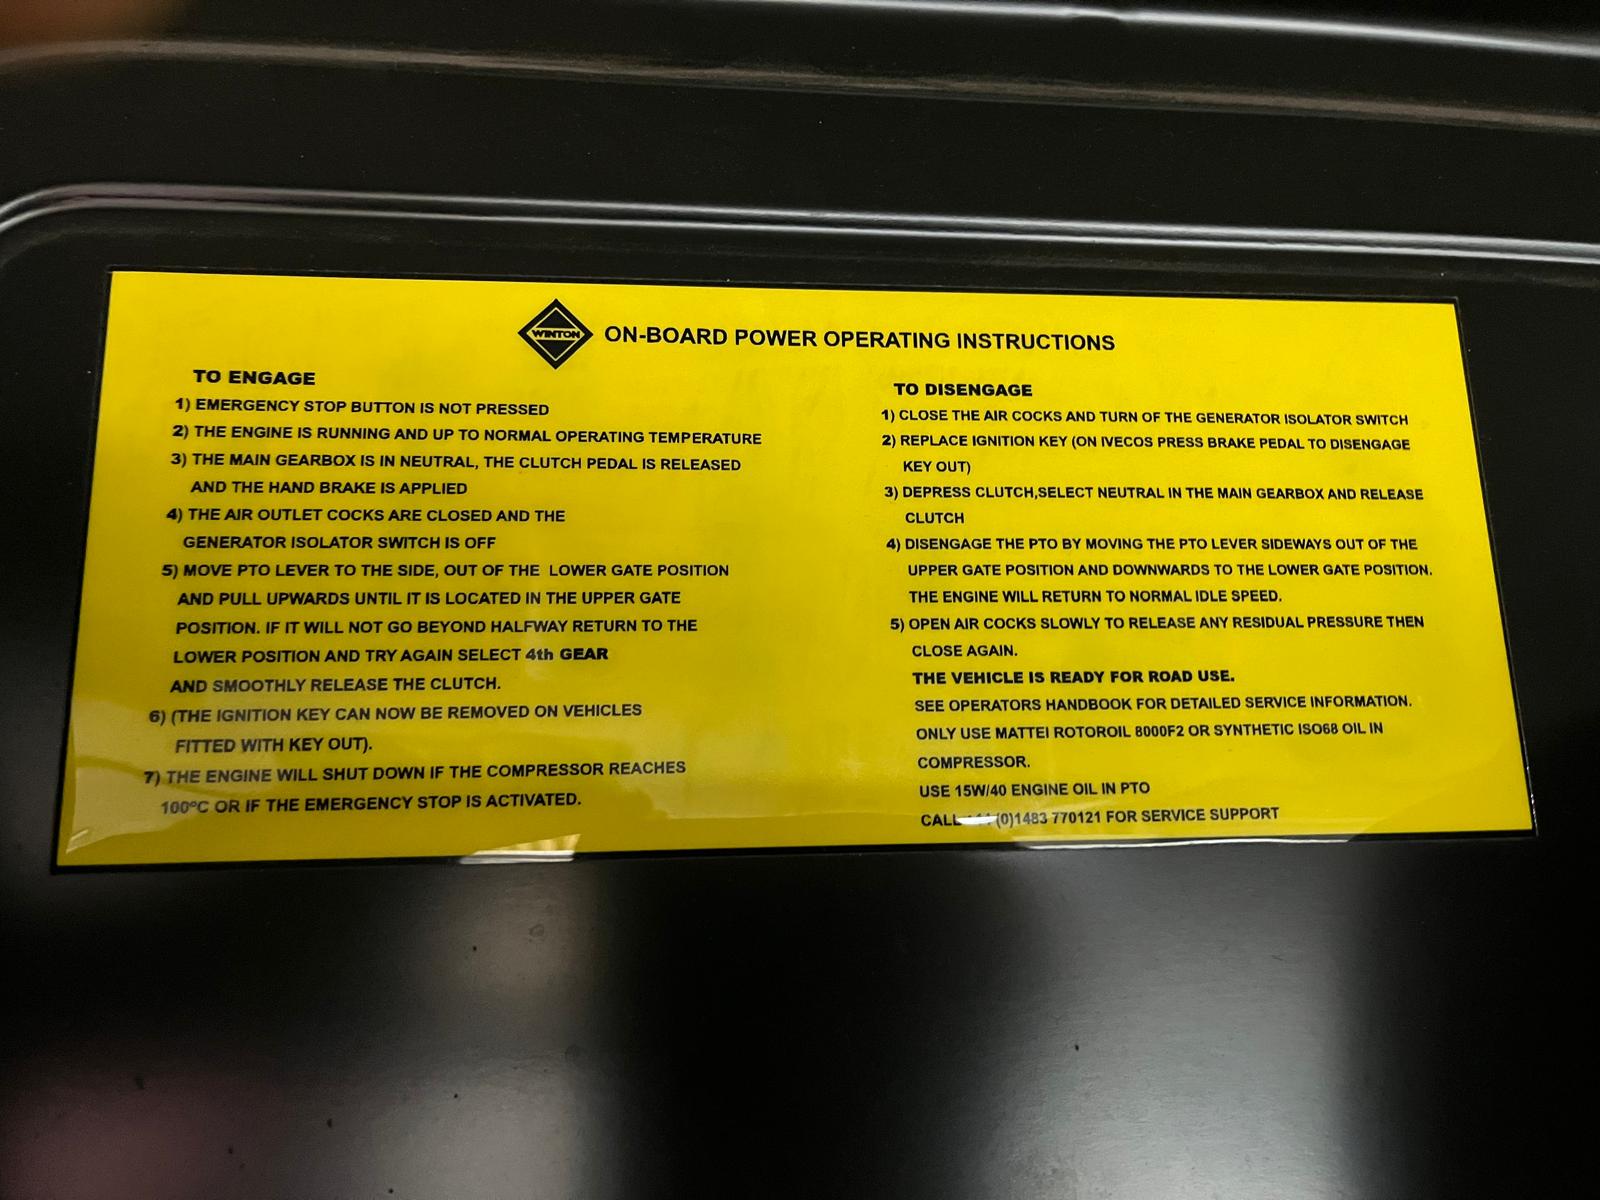 WINTON
ON-BOARD POWER OPERATING INSTRUCTIONS
TO ENGAGE
1) EMERGENCY STOP BUTTON IS NOT PRESSED
2) THE ENGINE IS RUNNING AND UP TO NORMAL OPERATING TEMPERATURE
3) THE MAIN GEARBOX IS IN NEUTRAL, THE CLUTCH PEDAL IS RELEASED
AND THE HAND BRAKE IS APPLIED
4) THE AIR OUTLET COCKS ARE CLOSED AND THE
GENERATOR ISOLATOR SWITCH IS OFF
5) MOVE PTO LEVER TO THE SIDE, OUT OF THE LOWER GATE POSITION
AND PULL UPWARDS UNTIL IT IS LOCATED IN THE UPPER GATE
POSITION. IF IT WILL NOT GO BEYOND HALFWAY RETURN TO THE
LOWER POSITION AND TRY AGAIN SELECT 4th GEAR
AND SMOOTHLY RELEASE THE CLUTCH.
6) (THE IGNITION KEY CAN NOW BE REMOVED ON VEHICLES
FITTED WITH KEY OUT).
7) THE ENGINE WILL SHUT DOWN IF THE COMPRESSOR REACHES
100°C OR IF THE EMERGENCY STOP IS ACTIVATED.
TO DISENGAGE
1) CLOSE THE AIR COCKS AND TURN OF THE GENERATOR ISOLATOR SWITCH
2) REPLACE IGNITION KEY (ON IVECOS PRESS BRAKE PEDAL TO DISENGAGE
KEY OUT)
3) DEPRESS CLUTCH,SELECT NEUTRAL IN THE MAIN GEARBOX AND RELEASE
CLUTCH
4) DISENGAGE THE PTO BY MOVING THE PTO LEVER SIDEWAYS OUT OF THE
UPPER GATE POSITION AND DOWNWARDS TO THE LOWER GATE POSITION.
THE ENGINE WILL RETURN TO NORMAL IDLE SPEED.
5) OPEN AIR COCKS SLOWLY TO RELEASE ANY RESIDUAL PRESSURE THEN
CLOSE AGAIN.
THE VEHICLE IS READY FOR ROAD USE.
SEE OPERATORS HANDBOOK FOR DETAILED SERVICE INFORMATION.
ONLY USE MATTEI ROTOROIL 8000F2 OR SYNTHETIC ISO68 OIL IN
COMPRESSOR.
USE 15W/40 ENGINE OIL IN PTO
CALL (0)1483 770121 FOR SERVICE SUPPORT